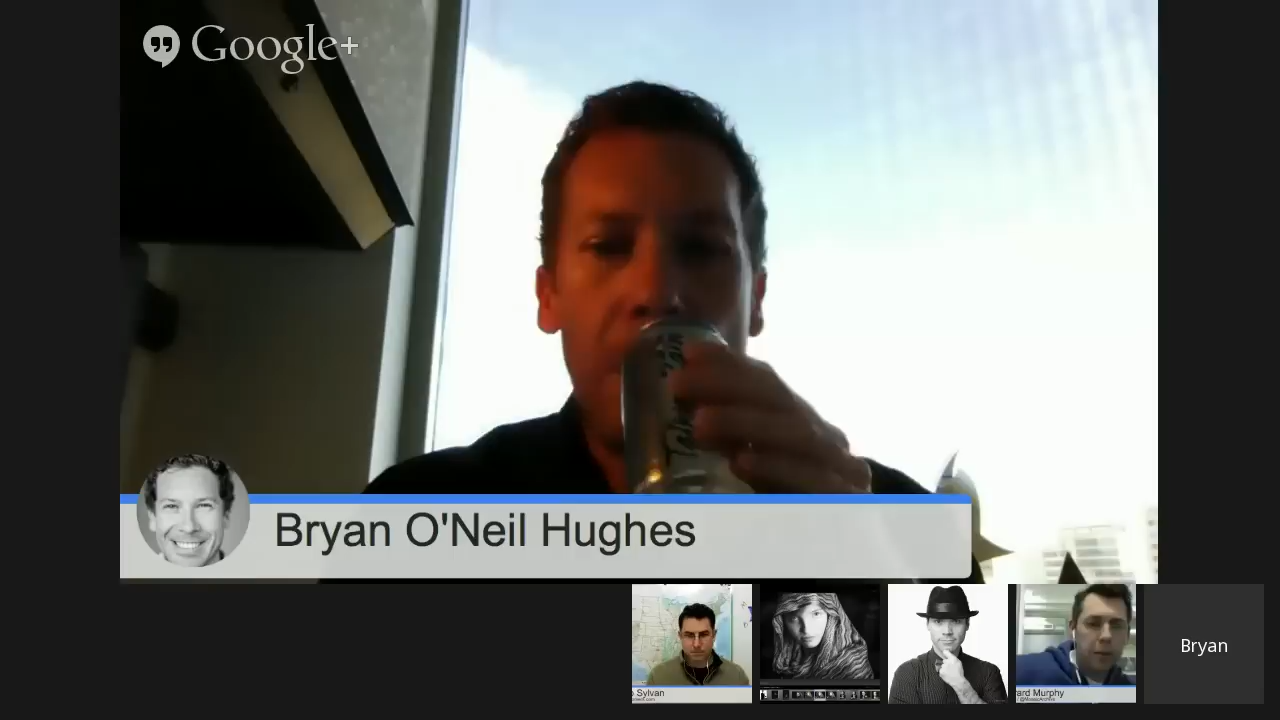 Google+
Bryan O'Neil Hughes
Sylvan
ard Murphy
Bryan